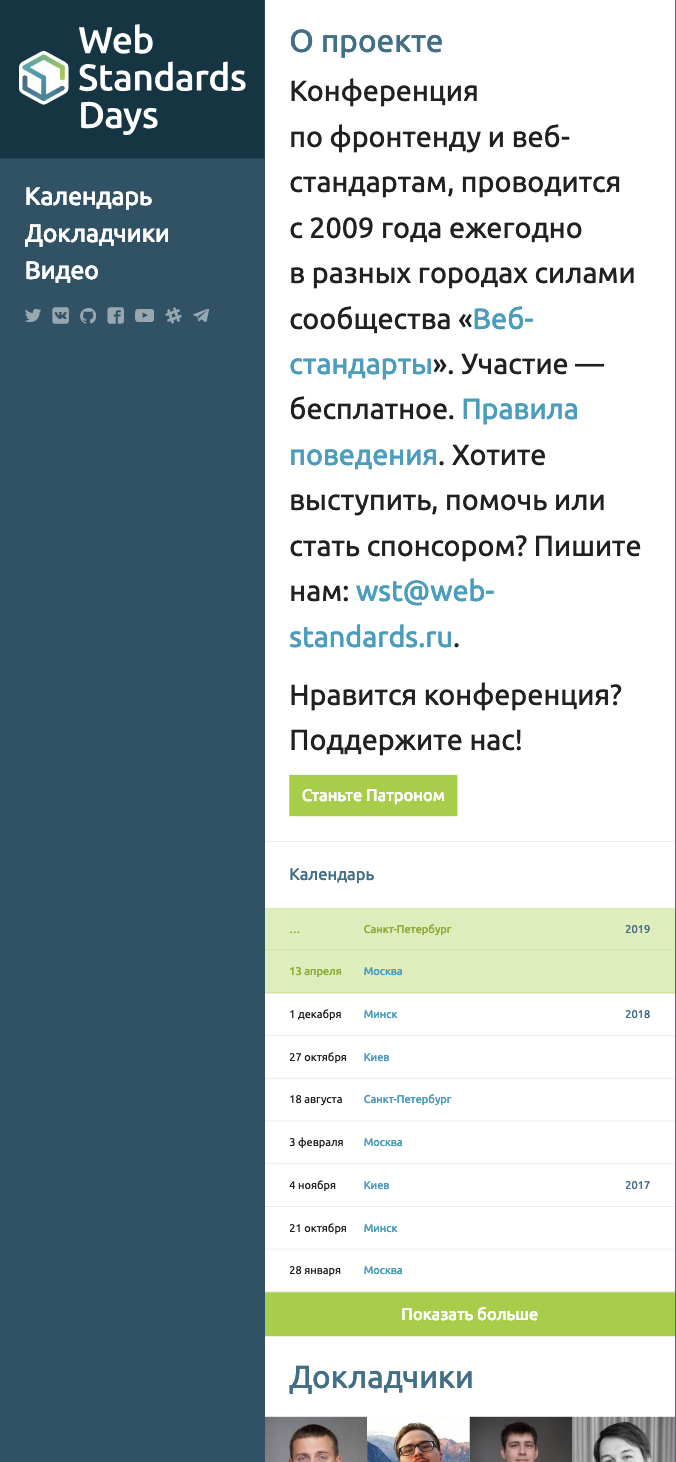 Web
Standards
Days
Календарь
Докладчики
Видео
О проекте
Конференция
по фронтенду и веб-
стандартам, проводится
с 2009 года ежегодно
в разных городах силами
сообщества «Веб-
стандарты». Участие —
бесплатное. Правила
поведения. Хотите
выступить, помочь или
стать спонсором? Пишите
нам: wst@web-
standards.ru.
Нравится конференция?
Поддержите нас!
Станьте Патроном
Календарь
... Санкт-Петербург 2019
13 апреля Москва
1 декабря Минск 2018
27 октября Киев
18 августа Санкт-Петербург
3 февраля Москва
4 ноября Киев 2017
21 октября Минск
28 января Москва
Показать больше
Докладчики